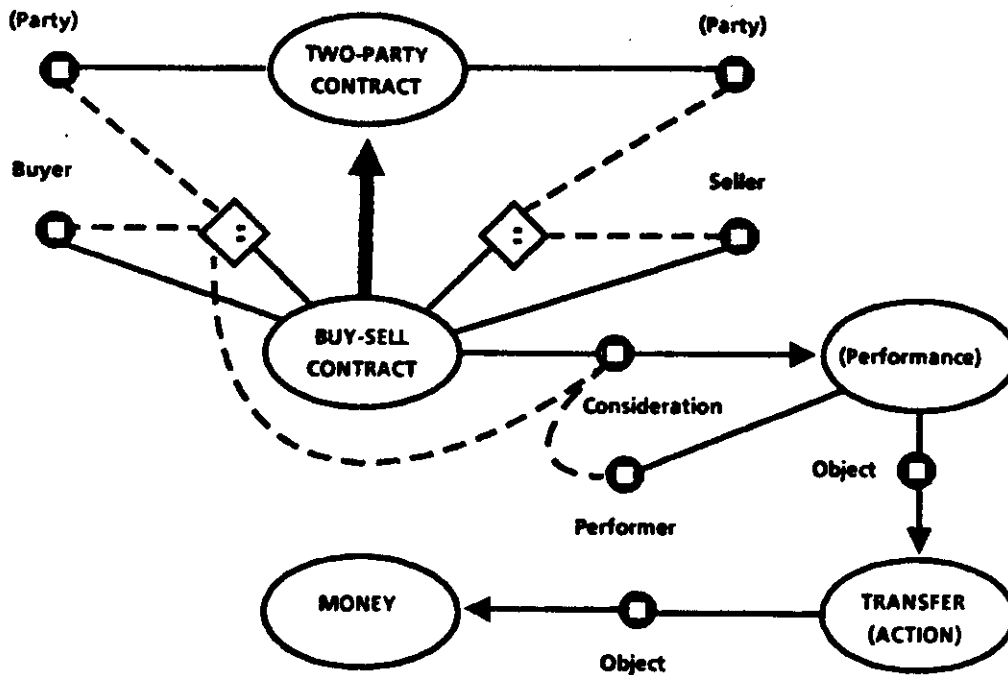 (Party)
(Party)
TWO-PARTY
CONTRACT
Buyer
Seller
=
=
BUY-SELL
CONTRACT
(Performance)
Consideration
Object
Performer
MONEY
TRANSFER
(ACTION)
Object